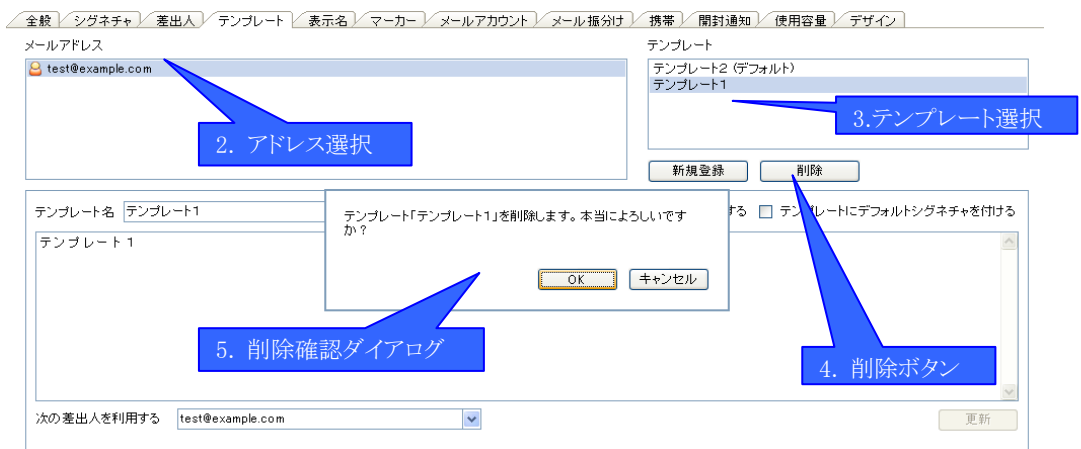 全般 シグネチャ 差出人 テンプレート 表示名 マーカー メールアカウント メール振分け 携帯 開封通知 使用容量 デザイン
メールアドレス
テンプレート
test@example.com
テンプレート2 (デフォルト)
テンプレート1
2. アドレス選択
3.テンプレート選択
新規登録 削除
テンプレート名 テンプレート1
する テンプレートにデフォルトシグネチャを付ける
テンプレート「テンプレート1」を削除します。本当によろしいです
か?
テンプレート1
OK キャンセル
5. 削除確認ダイアログ
4. 削除ボタン
次の差出人を利用する test@example.com 更新